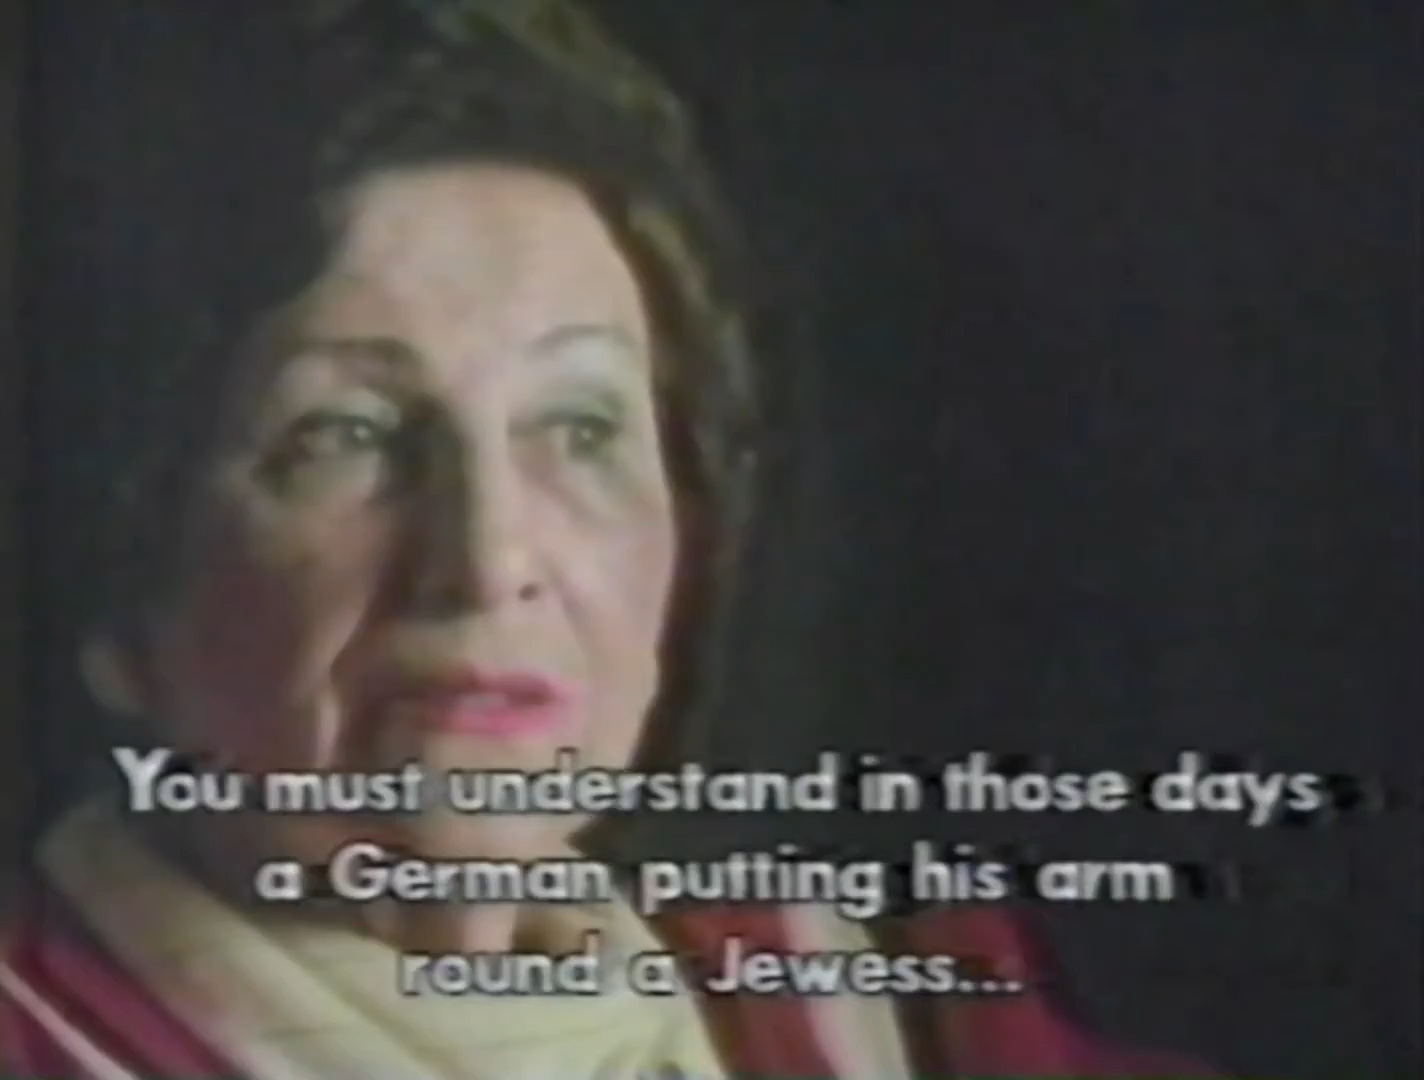 You must understand in those days
a German putting his arm
round a Jewess...